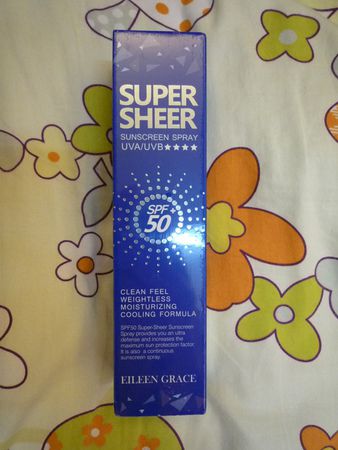 SUPER
SHEER
SUNSCREEN SPRAY
UVA/UVB★★★★
SPF
50
CLEAN FEEL
WEIGHTLESS
MOISTURIZING
COOLING FORMULA
SPF50 Super-Sheer Sunscreen
Spray provides you an ultra
defense and increases the
maximum sun protection factor.
It is also a continuous
sunscreen spray.
EILEEN GRACE